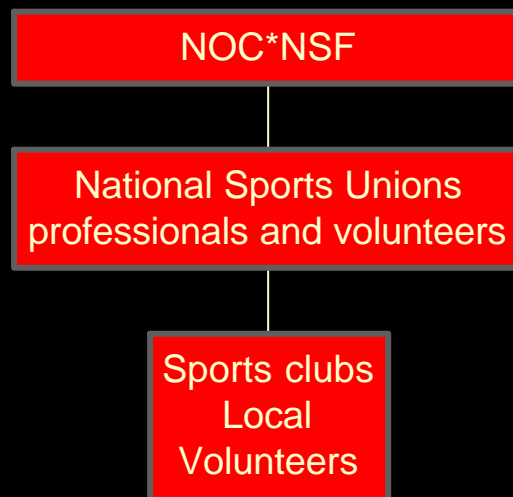 NOC*NSF
National Sports Unions
professionals and volunteers
Sports clubs
Local
Volunteers